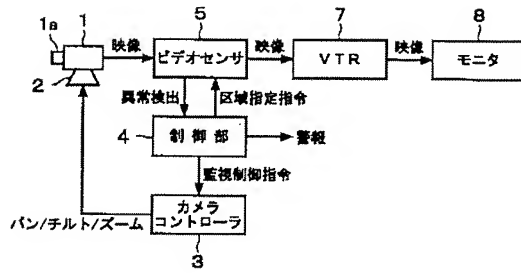 1a
1
5
7
8
映像
ビデオセンサ
映像
VTR
映像
モニタ
2
異常検出
区域指定指令
4
制御部
警報
監視制御指令
カメラ
コントローラ
パン/チルト/ズーム
3